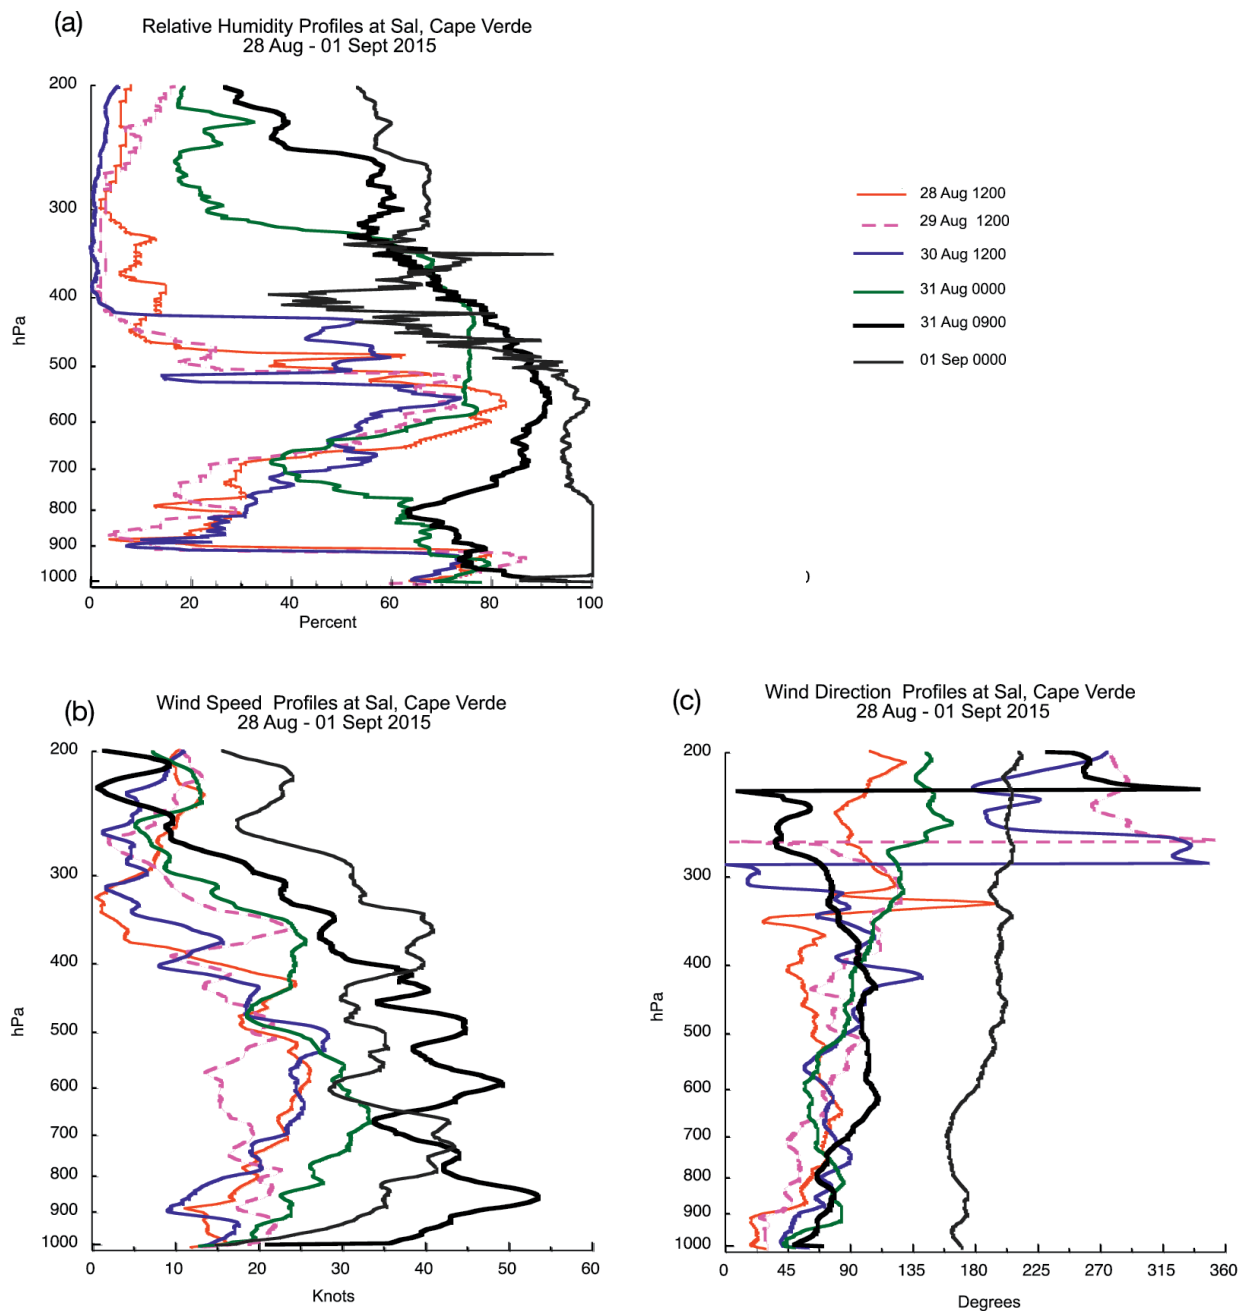 (a)
Relative Humidity Profiles at Sal, Cape Verde
28 Aug - 01 Sept 2015
200
300
400
500
600
700
800
900
1000
hPa
0 20 40 60 80 100
Percent
28 Aug 1200
29 Aug 1200
30 Aug 1200
31 Aug 0000
31 Aug 0900
01 Sep 0000
(b)
Wind Speed Profiles at Sal, Cape Verde
28 Aug - 01 Sept 2015
200
300
400
500
600
700
800
900
1000
hPa
0 10 20 30 40 50 60
Knots
(c)
Wind Direction Profiles at Sal, Cape Verde
28 Aug - 01 Sept 2015
200
300
400
500
600
700
800
900
1000
hPa
0 45 90 135 180 225 270 315 360
Degrees